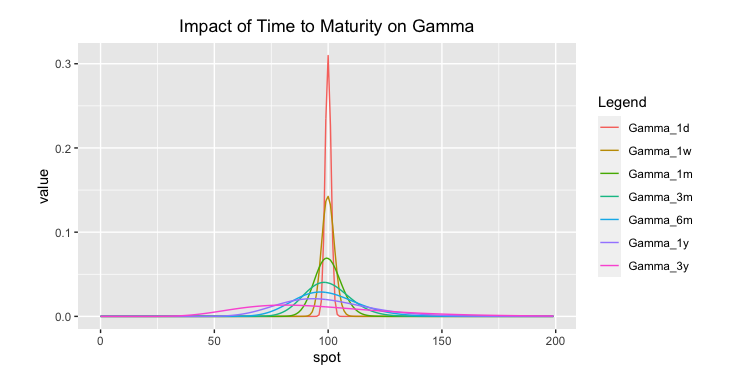 Impact of Time to Maturity on Gamma
value
0.3
0.2
0.1
0.0
0
50
100
150
200
spot
Legend
Gamma_1d
Gamma_1w
Gamma_1m
Gamma_3m
Gamma_6m
Gamma_1y
Gamma_3y